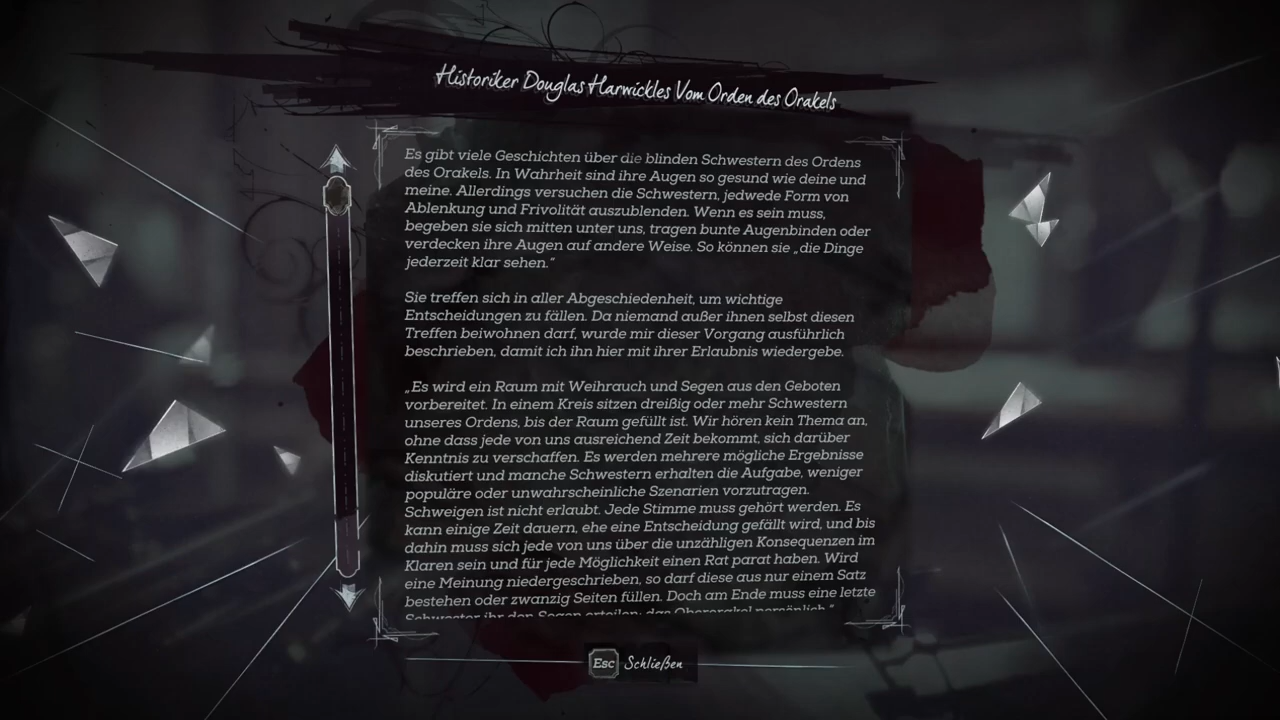 Historiker Douglas Harwickles Vom Orden des Orakels
Es gibt viele Geschichten über die blinden Schwestern des Ordens
des Orakels. In Wahrheit sind ihre Augen so gesund wie deine und
meine. Allerdings versuchen die Schwestern, jedwede Form von
Ablenkung und Frivolität auszublenden. Wenn es sein muss,
begeben sie sich mitten unter uns, tragen bunte Augenbinden oder
verdecken ihre Augen auf andere Weise. So können sie „die Dinge
jederzeit klar sehen.“
Sie treffen sich in aller Abgeschiedenheit, um wichtige
Entscheidungen zu fällen. Da niemand außer ihnen selbst diesen
Treffen beiwohnen darf, wurde mir dieser Vorgang ausführlich
beschrieben, damit ich ihn hier mit ihrer Erlaubnis wiedergebe.
„Es wird ein Raum mit Weihrauch und Segen aus den Geboten
vorbereitet. In einem Kreis sitzen dreißig oder mehr Schwestern
unseres Ordens, bis der Raum gefüllt ist. Wir hören kein Thema an,
ohne dass jede von uns ausreichend Zeit bekommt, sich darüber
Kenntnis zu verschaffen. Es werden mehrere mögliche Ergebnisse
diskutiert und manche Schwestern erhalten die Aufgabe, weniger
populäre oder unwahrscheinliche Szenarien vorzutragen.
Schweigen ist nicht erlaubt. Jede Stimme muss gehört werden. Es
kann einige Zeit dauern, ehe eine Entscheidung gefällt wird, und bis
dahin muss sich jede von uns über die unzähligen Konsequenzen im
Klaren sein und für jede Möglichkeit einen Rat parat haben. Wird
eine Meinung niedergeschrieben, so darf diese aus nur einem Satz
bestehen oder zwanzig Seiten füllen. Doch am Ende muss eine letzte
Schwester ihr den Segen erteilen: das Oberorakel persönlich.“
Esc Schließen